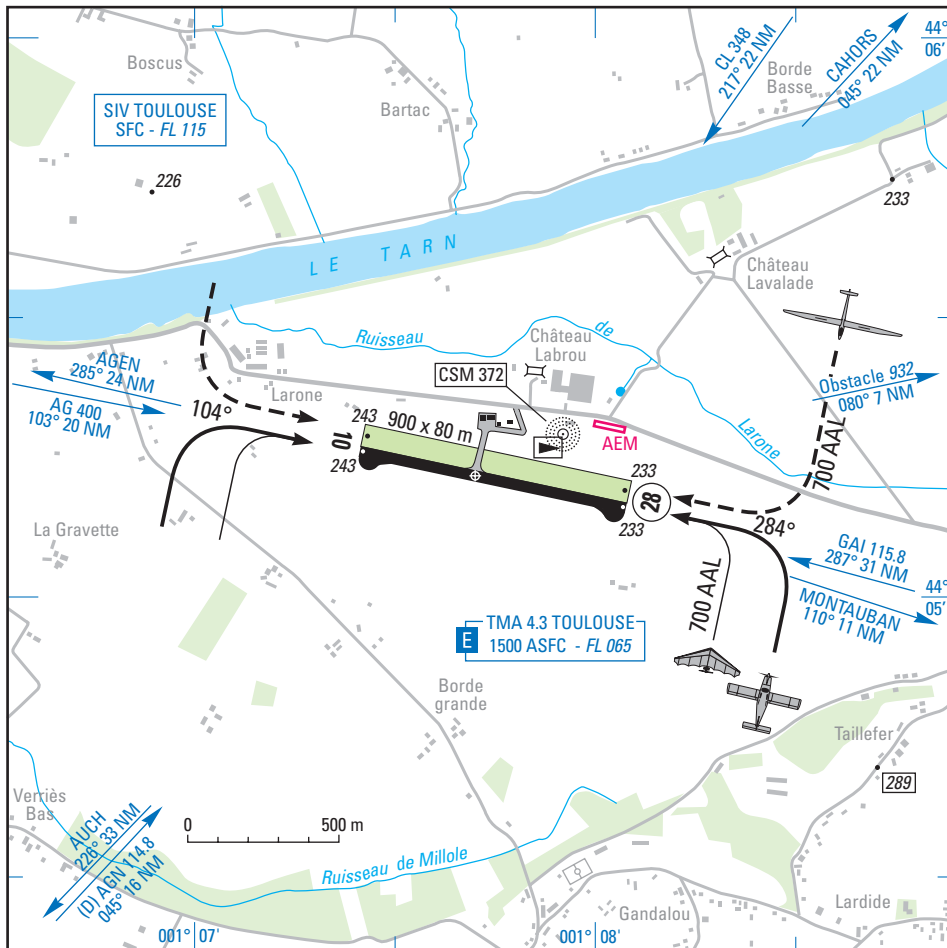 Boscus
SIV TOULOUSE
SFC - FL 115
226
Bartac
CL 348
217° 22 NM
Borde
Basse
CAHORS
045° 22 NM
44°
06'
233
LE TARN
Château
Lavalade
Ruisseau de Larone
Château
Labrou
CSM 372
AGEN
285° 24 NM
AG 400
103° 20 NM
Larone
104°
243
900 x 80 m
10
243
AEM
233
28
233
Obstacle 932
080° 7 NM
700 AAL
284°
La Gravette
GAI 115.8
287° 31 NM
MONTAUBAN
110° 11 NM
44°
05'
700 AAL
E
TMA 4.3 TOULOUSE
1500 ASFC - FL 065
Borde
grande
Taillefer
289
Verriès
Bas
AUCH
226° 33 NM
(D) AGN 114.8
045° 16 NM
0
500 m
Ruisseau de Millole
Gandalou
Lardide
001° 07'
001° 08'